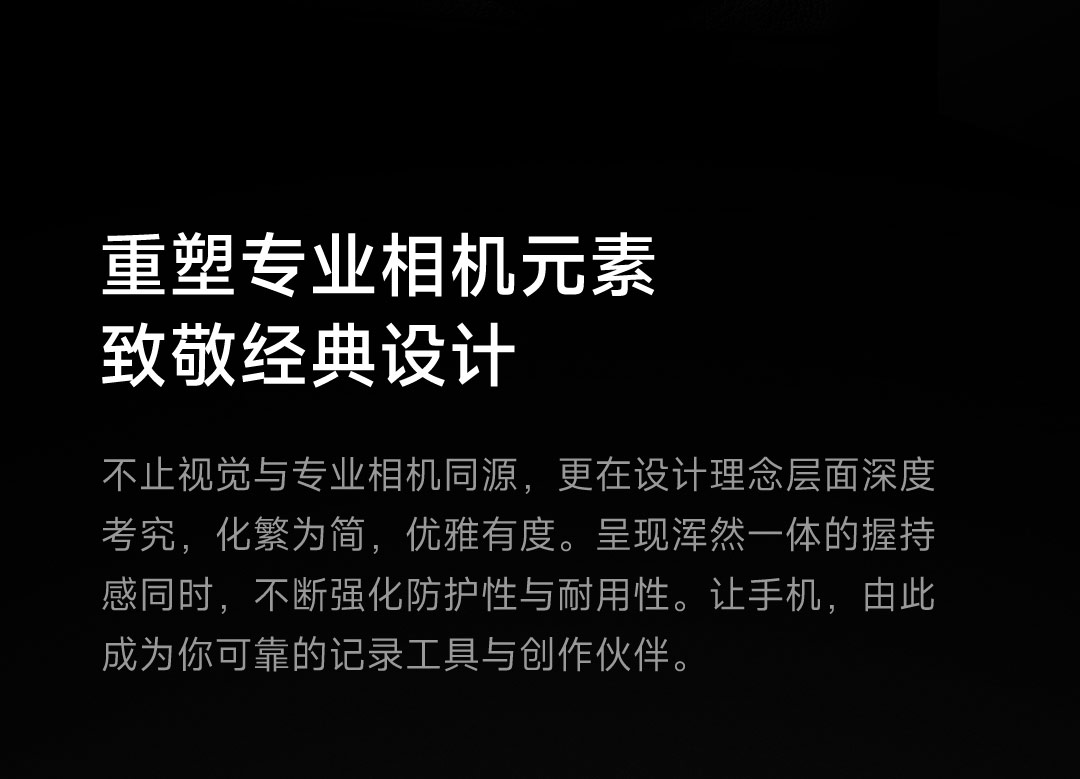 重塑专业相机元素
致敬经典设计
不止视觉与专业相机同源，更在设计理念层面深度
考究，化繁为简，优雅有度。呈现浑然一体的握持
感同时，不断强化防护性与耐用性。让手机，由此
成为你可靠的记录工具与创作伙伴。